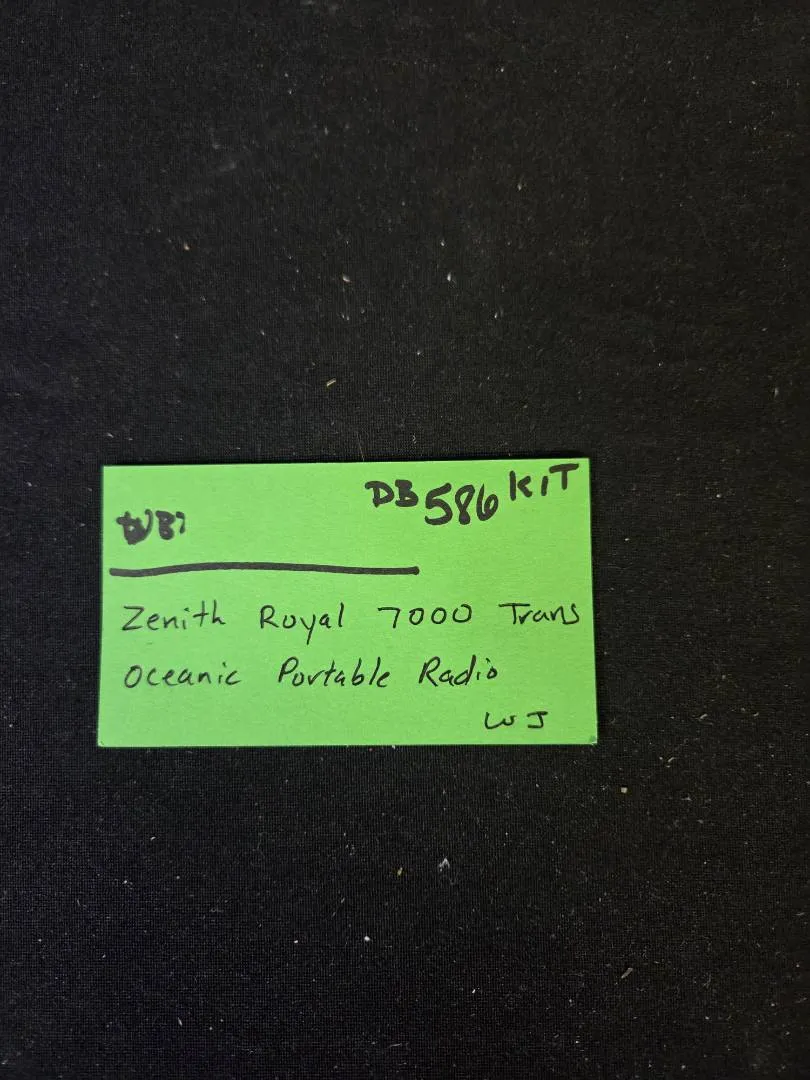 DB 586 KIT
Zenith Royal 7000 Trans
Oceanic Portable Radio
WJ